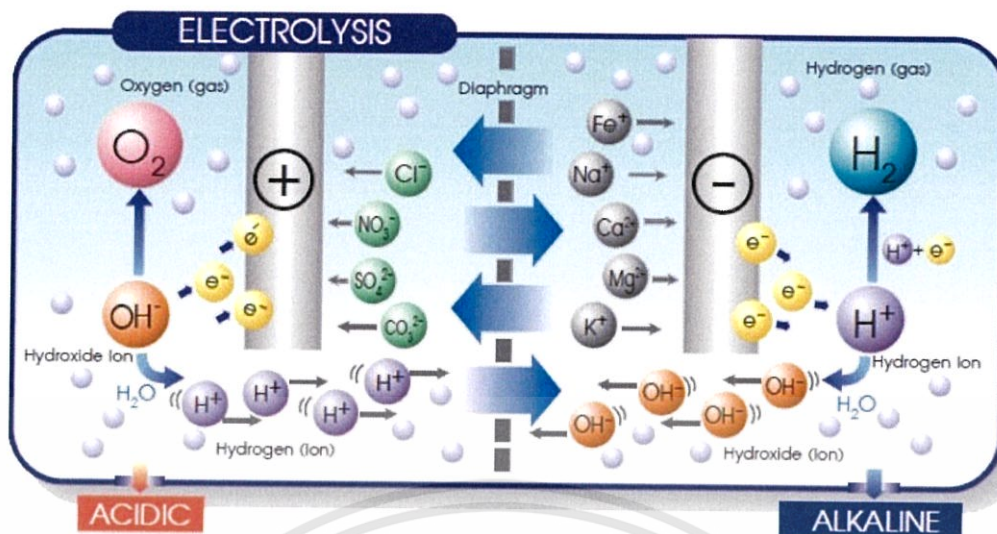 ELECTROLYSIS
Oxygen (gas)
Diaphragm
Hydrogen (gas)
O₂
+
Cl⁻
Fe⁺
Na⁺
-
H₂
NO₃⁻
Ca²⁺
e⁻
e⁻
H⁺ + e⁻
e⁻
SO₄²⁻
Mg²⁺
e⁻
OH⁻
e⁻
CO₃²⁻
K⁺
e⁻
H⁺
Hydroxide Ion
Hydrogen Ion
H₂O
H⁺
H⁺
H⁺
H⁺
OH⁻
OH⁻
OH⁻
OH⁻
H₂O
Hydrogen (Ion)
Hydroxide (Ion)
ACIDIC
ALKALINE